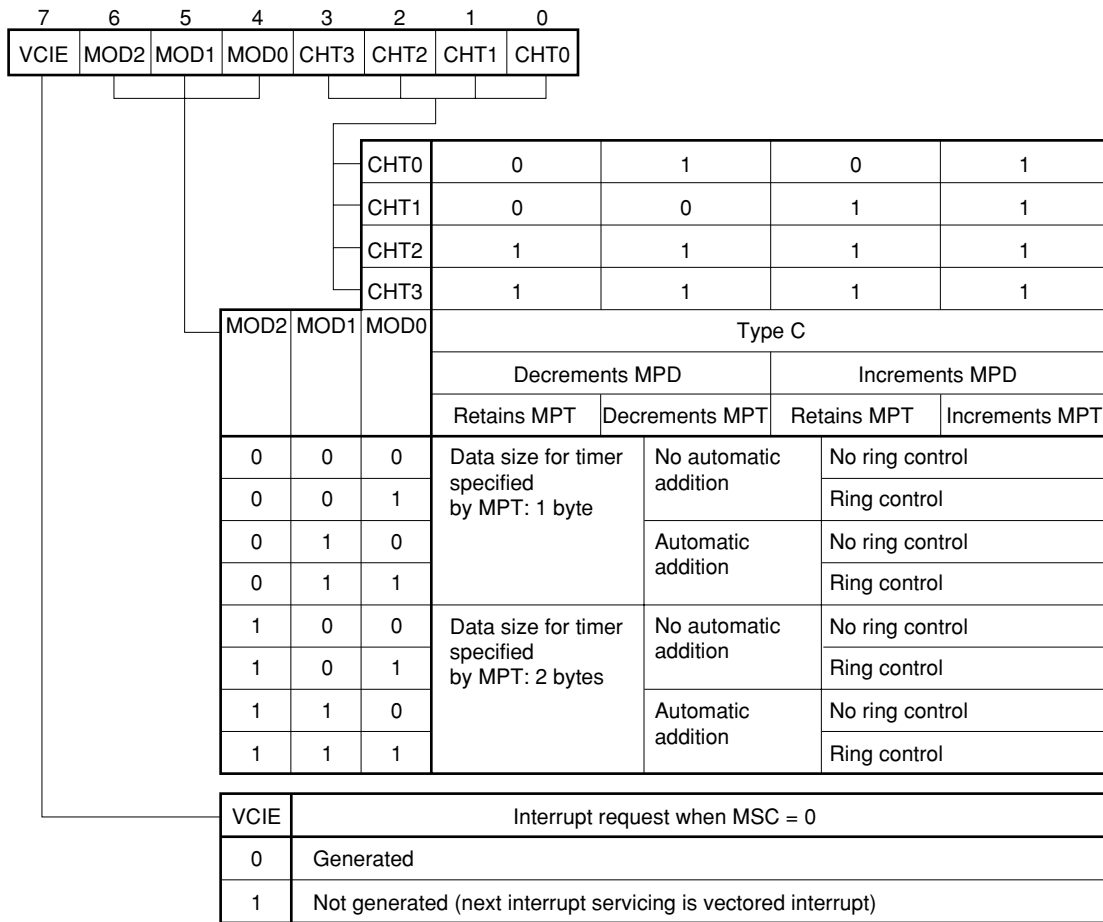 7 6 5 4 3 2 1 0
VCIE MOD2 MOD1 MOD0 CHT3 CHT2 CHT1 CHT0
CHT0 0 1 0 1
CHT1 0 0 1 1
CHT2 1 1 1 1
CHT3 1 1 1 1
MOD2 MOD1 MOD0 Type C
Decrements MPD Increments MPD
Retains MPT Decrements MPT Retains MPT Increments MPT
0 0 0 Data size for timer No automatic No ring control
specified addition
0 0 1 by MPT: 1 byte Ring control
0 1 0 Automatic No ring control
addition
0 1 1 Ring control
1 0 0 Data size for timer No automatic No ring control
specified addition
1 0 1 by MPT: 2 bytes Ring control
1 1 0 Automatic No ring control
addition
1 1 1 Ring control
VCIE Interrupt request when MSC = 0
0 Generated
1 Not generated (next interrupt servicing is vectored interrupt)